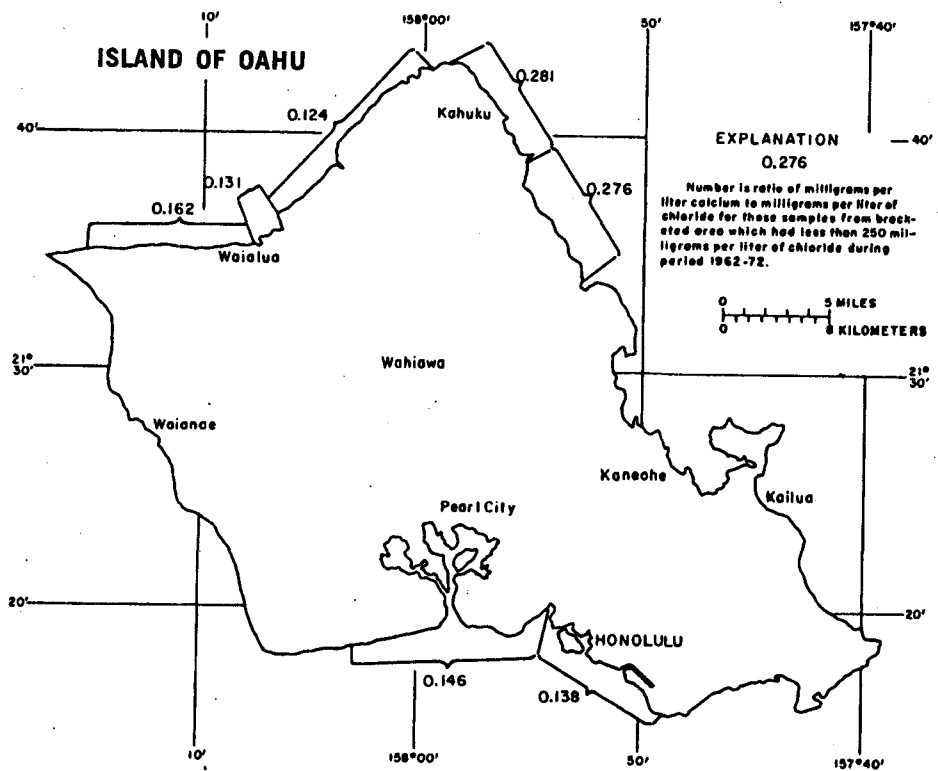 10'
158°00'
50'
157°40'
ISLAND OF OAHU
0.281
0.124
Kahuku
40'
EXPLANATION
40'
0.276
0.131
0.276
0.162
Number is ratio of milligrams per
liter calcium to milligrams per liter of
chloride for those samples from brack-
eted area which had less than 250 mil-
ligrams per liter of chloride during
period 1962-72.
Waialua
0 5 MILES
0 8 KILOMETERS
21°
30'
Wahiawa
21°
30'
Waianae
Kaneohe
Kailua
Pearl City
20'
20'
HONOLULU
0.146
0.138
10'
158°00'
50'
157°40'